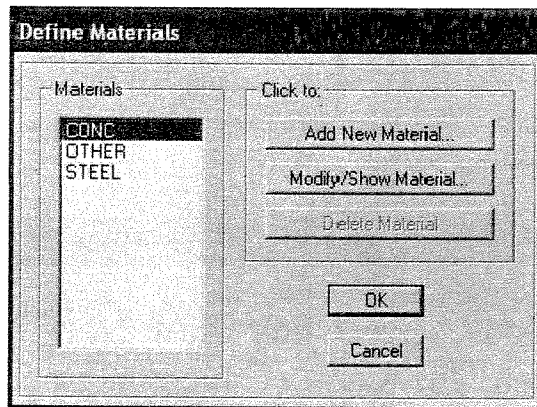 Define Materials
Materials
CONC
OTHER
STEEL
Click to:
Add New Material...
Modify/Show Material...
Delete Material
OK
Cancel